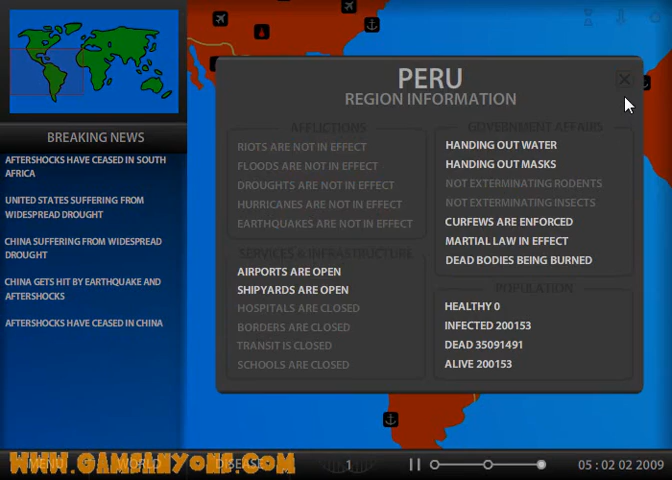 PERU
REGION INFORMATION
BREAKING NEWS
AFTERSHOCKS HAVE CEASED IN SOUTH
AFRICA
UNITED STATES SUFFERING FROM
WIDESPREAD DROUGHT
CHINA SUFFERING FROM WIDESPREAD
DROUGHT
CHINA GETS HIT BY EARTHQUAKE AND
AFTERSHOCKS
AFTERSHOCKS HAVE CEASED IN CHINA
AFFLICTIONS
RIOTS ARE NOT IN EFFECT
FLOODS ARE NOT IN EFFECT
DROUGHTS ARE NOT IN EFFECT
HURRICANES ARE NOT IN EFFECT
EARTHQUAKES ARE NOT IN EFFECT
SERVICES & INFRASTRUCTURE
AIRPORTS ARE OPEN
SHIPYARDS ARE OPEN
HOSPITALS ARE CLOSED
BORDERS ARE CLOSED
TRANSIT IS CLOSED
SCHOOLS ARE CLOSED
GOVERNMENT AFFAIRS
HANDING OUT WATER
HANDING OUT MASKS
NOT EXTERMINATING RODENTS
NOT EXTERMINATING INSECTS
CURFEWS ARE ENFORCED
MARTIAL LAW IN EFFECT
DEAD BODIES BEING BURNED
POPULATION
HEALTHY 0
INFECTED 200153
DEAD 35091491
ALIVE 200153
MENU WORLD DISEASE 1 05 : 02 02 2009
WWW.GAMSANYONE.COM